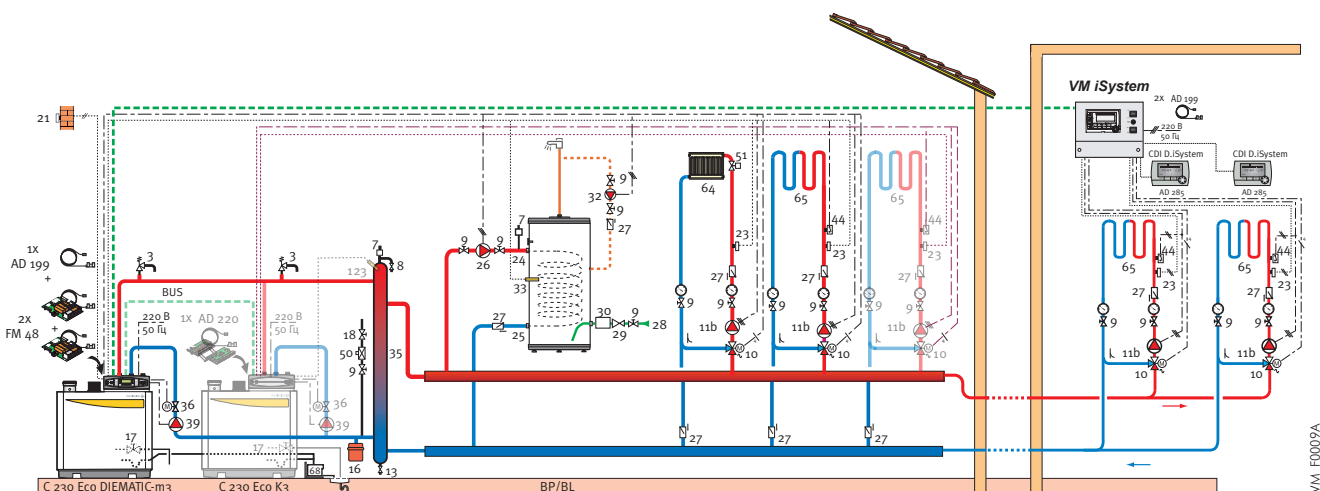 VM iSystem
2x AD 199
220 В
50 Гц
CDI D.iSystem
AD 285
CDI D.iSystem
AD 285
21
1x
AD 199
+
2x
FM 48
+
3
3
BUS
123
7
8
220 В
50 Гц
1x AD 220
220 В
50 Гц
18
50
9
35
36
39
36
39
17
17
68
16
13
5
9
26
9
7
24
33
27
25
30
29
9
28
32
9
9
27
51
64
23
27
9
9
11b
10
M
65
44
27
9
9
11b
10
M
65
44
23
27
9
9
11b
10
M
27
27
27
65
44
23
27
9
9
11b
10
M
65
44
23
27
9
9
11b
10
M
C 230 Eco DIEMATIC-m3
C 230 Eco K3
BP/BL
VM_F0009A